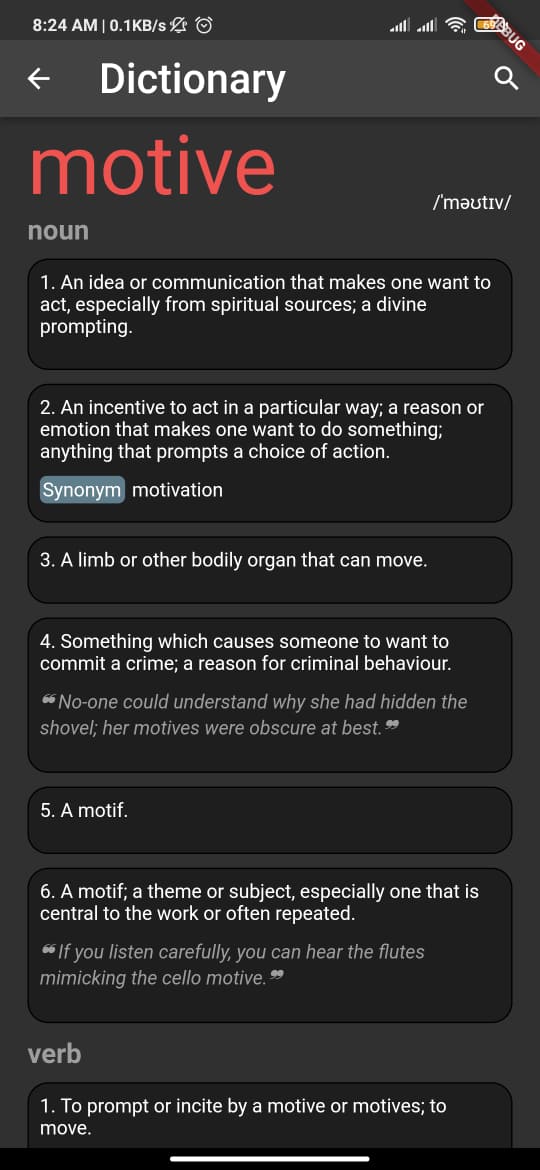 8:24 AM | 0.1KB/s
69
DEBUG
Dictionary
motive
/ˈməʊtɪv/
noun
1. An idea or communication that makes one want to
act, especially from spiritual sources; a divine
prompting.
2. An incentive to act in a particular way; a reason or
emotion that makes one want to do something;
anything that prompts a choice of action.
Synonym motivation
3. A limb or other bodily organ that can move.
4. Something which causes someone to want to
commit a crime; a reason for criminal behaviour.
❝No-one could understand why she had hidden the
shovel; her motives were obscure at best.❞
5. A motif.
6. A motif; a theme or subject, especially one that is
central to the work or often repeated.
❝If you listen carefully, you can hear the flutes
mimicking the cello motive.❞
verb
1. To prompt or incite by a motive or motives; to
move.